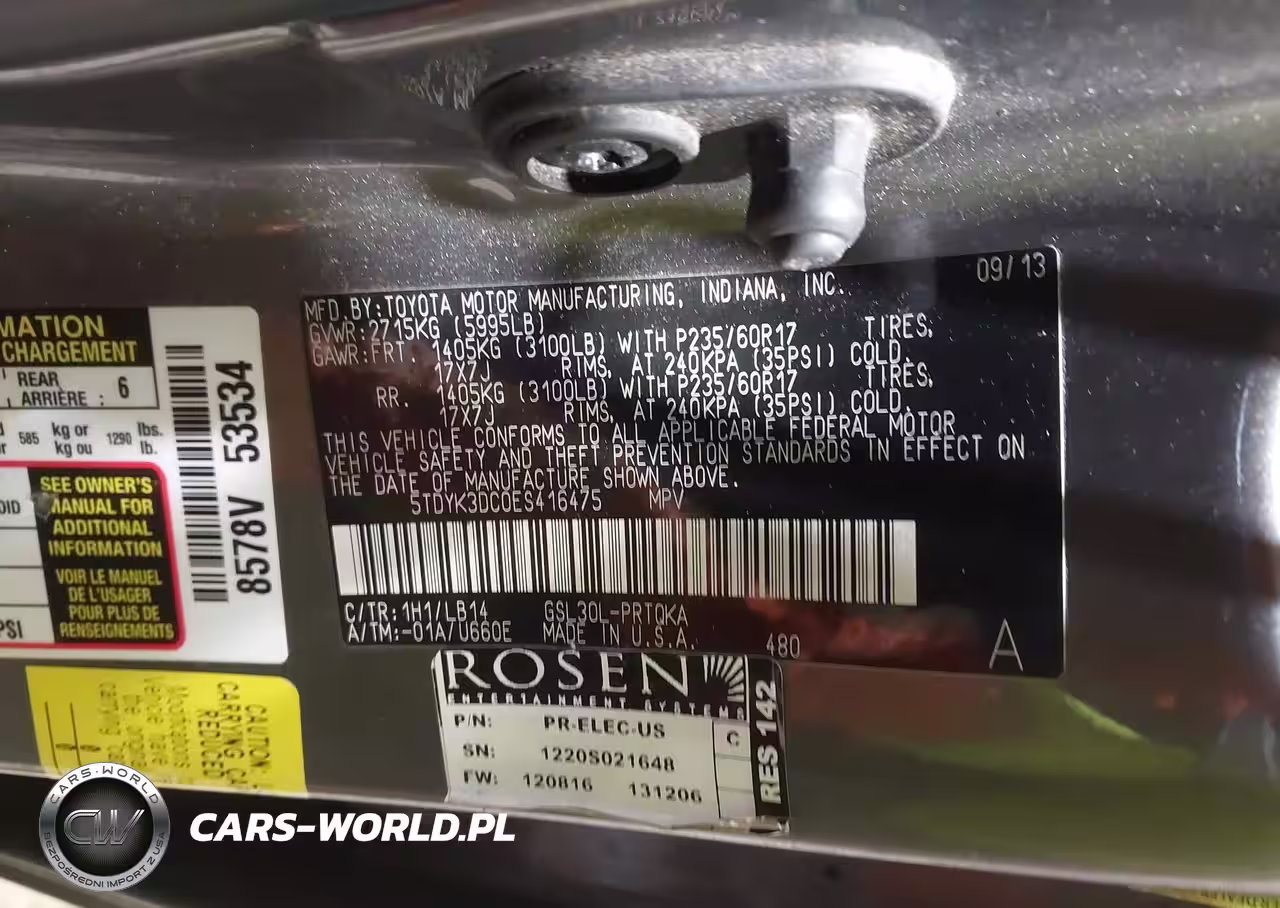 09/13
MFD.BY:TOYOTA MOTOR MANUFACTURING, INDIANA, INC.
GVWR:2715KG (5995LB)
GAWR:FRT. 1405KG (3100LB) WITH P235/60R17 TIRES,
17X7J RIMS, AT 240KPA (35PSI) COLD.
RR. 1405KG (3100LB) WITH P235/60R17 TIRES,
17X7J RIMS, AT 240KPA (35PSI) COLD.
THIS VEHICLE CONFORMS TO ALL APPLICABLE FEDERAL MOTOR
VEHICLE SAFETY AND THEFT PREVENTION STANDARDS IN EFFECT ON
THE DATE OF MANUFACTURE SHOWN ABOVE.
5TDYK3DC0ES416475 MPV
C/TR:1H1/LB14 GSL30L-PRTQKA
A/TM:-01A/U660E MADE IN U.S.A. 480
A
MATION
CHARGEMENT
REAR
ARRIÈRE : 6
585 kg or 1290 lbs.
kg ou lb.
SEE OWNER'S
MANUAL FOR
ADDITIONAL
INFORMATION
VOIR LE MANUEL
DE L'USAGER
POUR PLUS DE
RENSEIGNEMENTS
PSI
8578V 53534
CAUTION:
CARRYING CA
REDUCED
ROSEN
ENTERTAINMENT SYSTEMS
P/N: PR-ELEC-US C
SN: 1220S021648
FW: 120816 131206
RES 142
CARS-WORLD
CW
BEZPOŚREDNI IMPORT Z USA
CARS-WORLD.PL